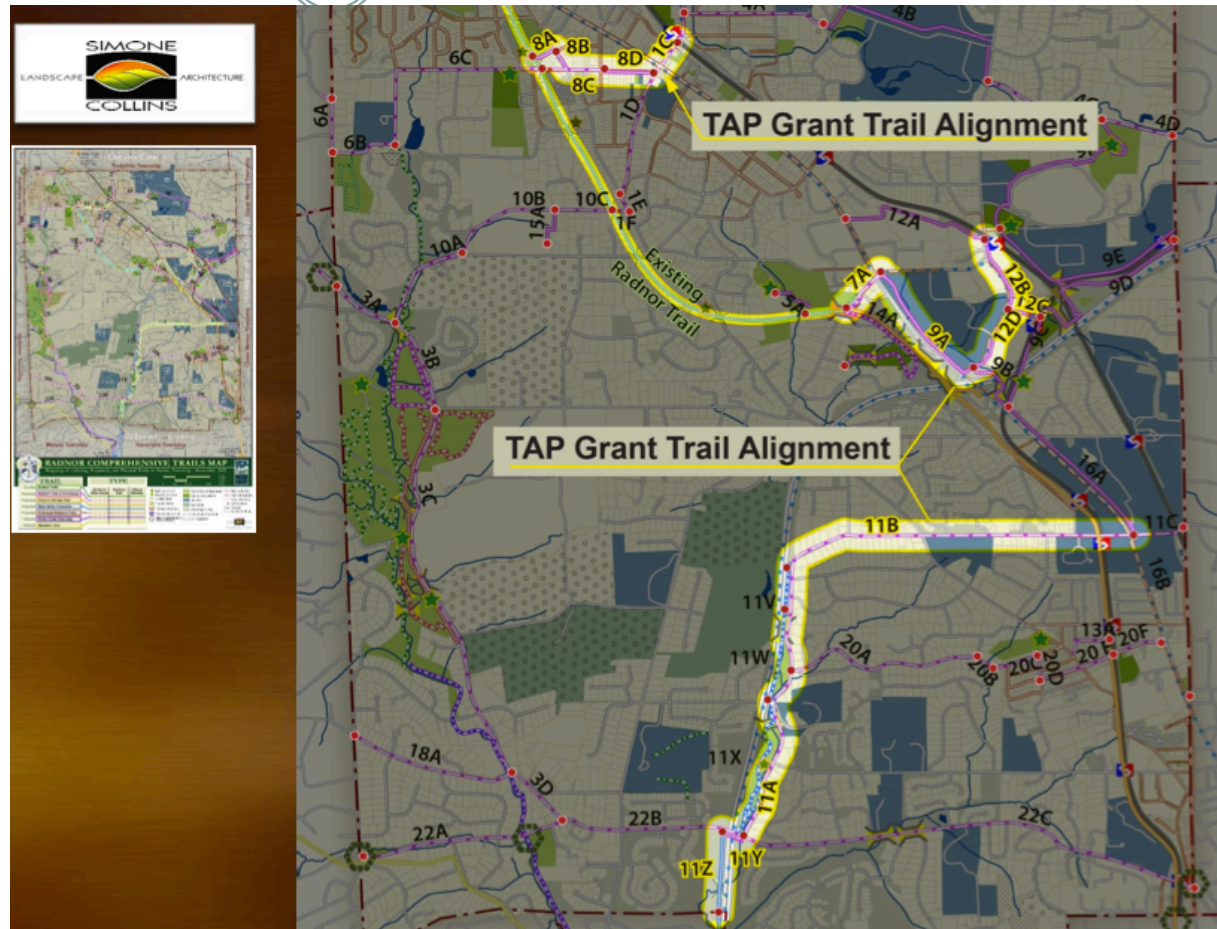 SIMONE
LANDSCAPE ARCHITECTURE
COLLINS
RADNOR COMPREHENSIVE TRAILS MAP
TRAIL TYPE
4A
4B
8A
8B
1C
6C
8D
8C
6A
1D
TAP Grant Trail Alignment
4D
6B
10B
10C
1E
1F
15A
12A
10A
9E
9D
Existing
Radnor Trail
7A
12B
3A
5A
14A
12C
12D
9A
9B
3B
TAP Grant Trail Alignment
16A
3C
11B
11C
16B
11V
13A
20F
11W
20A
20B
20C
20D
18A
11X
3D
11A
22A
22B
22C
11Y
11Z